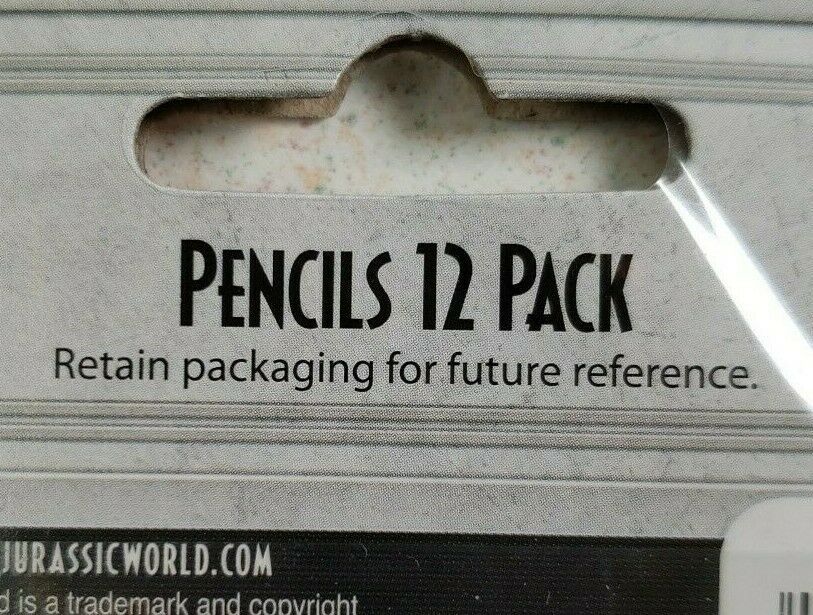 PENCILS 12 PACK
Retain packaging for future reference.
JURASSICWORLD.COM
d is a trademark and copyright